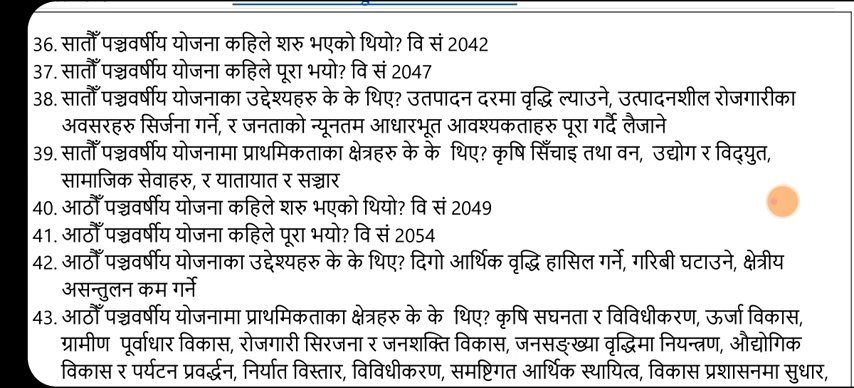 36. सातौँ पञ्चवर्षीय योजना कहिले शरु भएको थियो? वि सं 2042
37. सातौँ पञ्चवर्षीय योजना कहिले पूरा भयो? वि सं 2047
38. सातौँ पञ्चवर्षीय योजनाका उद्देश्यहरु के के थिए? उतपादन दरमा वृद्धि ल्याउने, उत्पादनशील रोजगारीका
अवसरहरु सिर्जना गर्ने, र जनताको न्यूनतम आधारभूत आवश्यकताहरु पूरा गर्दै लैजाने
39. सातौँ पञ्चवर्षीय योजनामा प्राथमिकताका क्षेत्रहरु के के थिए? कृषि सिँचाइ तथा वन, उद्योग र विद्युत,
सामाजिक सेवाहरु, र यातायात र सञ्चार
40. आठौँ पञ्चवर्षीय योजना कहिले शरु भएको थियो? वि सं 2049
41. आठौँ पञ्चवर्षीय योजना कहिले पूरा भयो? वि सं 2054
42. आठौँ पञ्चवर्षीय योजनाका उद्देश्यहरु के के थिए? दिगो आर्थिक वृद्धि हासिल गर्ने, गरिबी घटाउने, क्षेत्रीय
असन्तुलन कम गर्ने
43. आठौँ पञ्चवर्षीय योजनामा प्राथमिकताका क्षेत्रहरु के के थिए? कृषि सघनता र विविधीकरण, ऊर्जा विकास,
ग्रामीण पूर्वाधार विकास, रोजगारी सिरजना र जनशक्ति विकास, जनसङ्ख्या वृद्धिमा नियन्त्रण, औद्योगिक
विकास र पर्यटन प्रवर्द्धन, निर्यात विस्तार, विविधीकरण, समष्टिगत आर्थिक स्थायित्व, विकास प्रशासनमा सुधार,